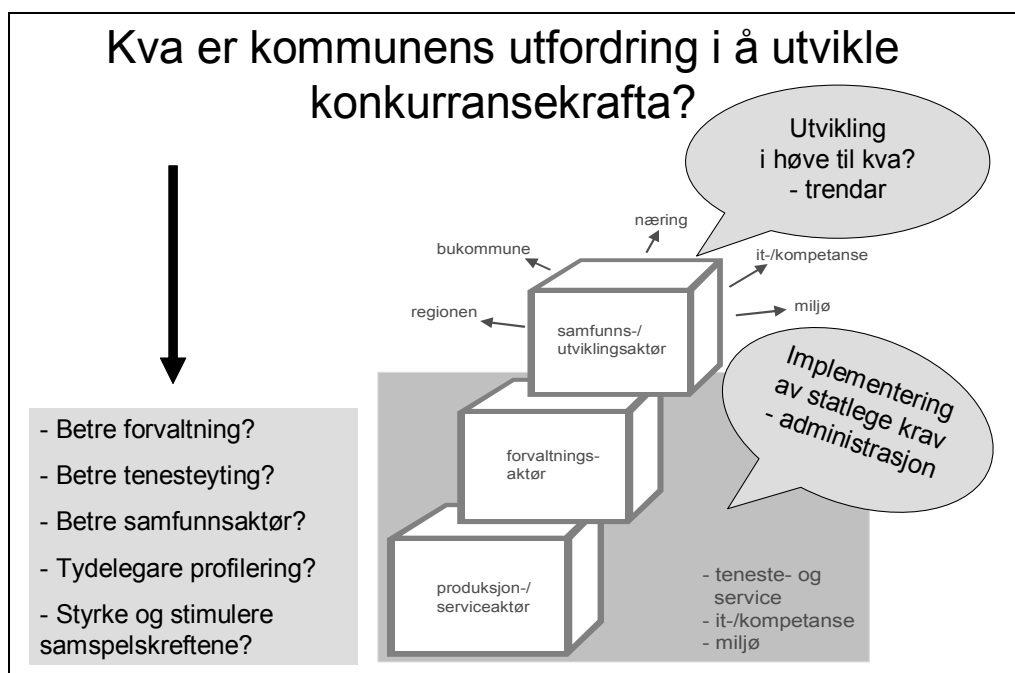 Kva er kommunens utfordring i å utvikle
konkurransekrafta?
Utvikling
i høve til kva?
- trendar
næring
bukommune
it-/kompetanse
regionen
miljø
samfunns-/
utviklingsaktør
Implementering
av statlege krav
- administrasjon
forvaltnings-
aktør
produksjon-/
serviceaktør
- teneste- og
service
- it-/kompetanse
- miljø
- Betre forvaltning?
- Betre tenesteyting?
- Betre samfunnsaktør?
- Tydelegare profilering?
- Styrke og stimulere
samspelskreftene?